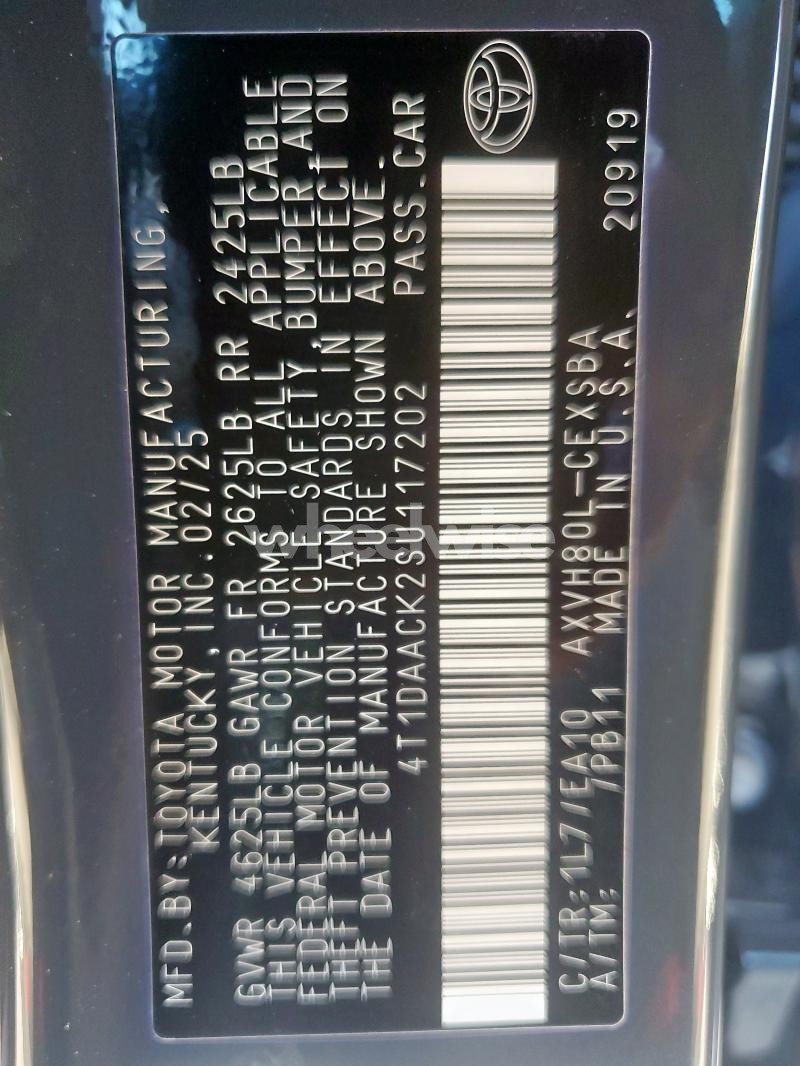 MFD.BY:TOYOTA MOTOR MANUFACTURING,
KENTUCKY, INC.02/25
GVWR 4625LB GAWR FR 2625LB RR 2425LB
THIS VEHICLE CONFORMS TO ALL APPLICABLE
FEDERAL MOTOR VEHICLE SAFETY,BUMPER,AND
THEFT PREVENTION STANDARDS IN EFFECT ON
THE DATE OF MANUFACTURE SHOWN ABOVE.
4T1DAACK2SU117202 PASS.CAR
C/TR:1L7/EA10 AXVH80L-CEXSBA 20919
A/TM: /PB11 MADE IN U.S.A.
wheelwise